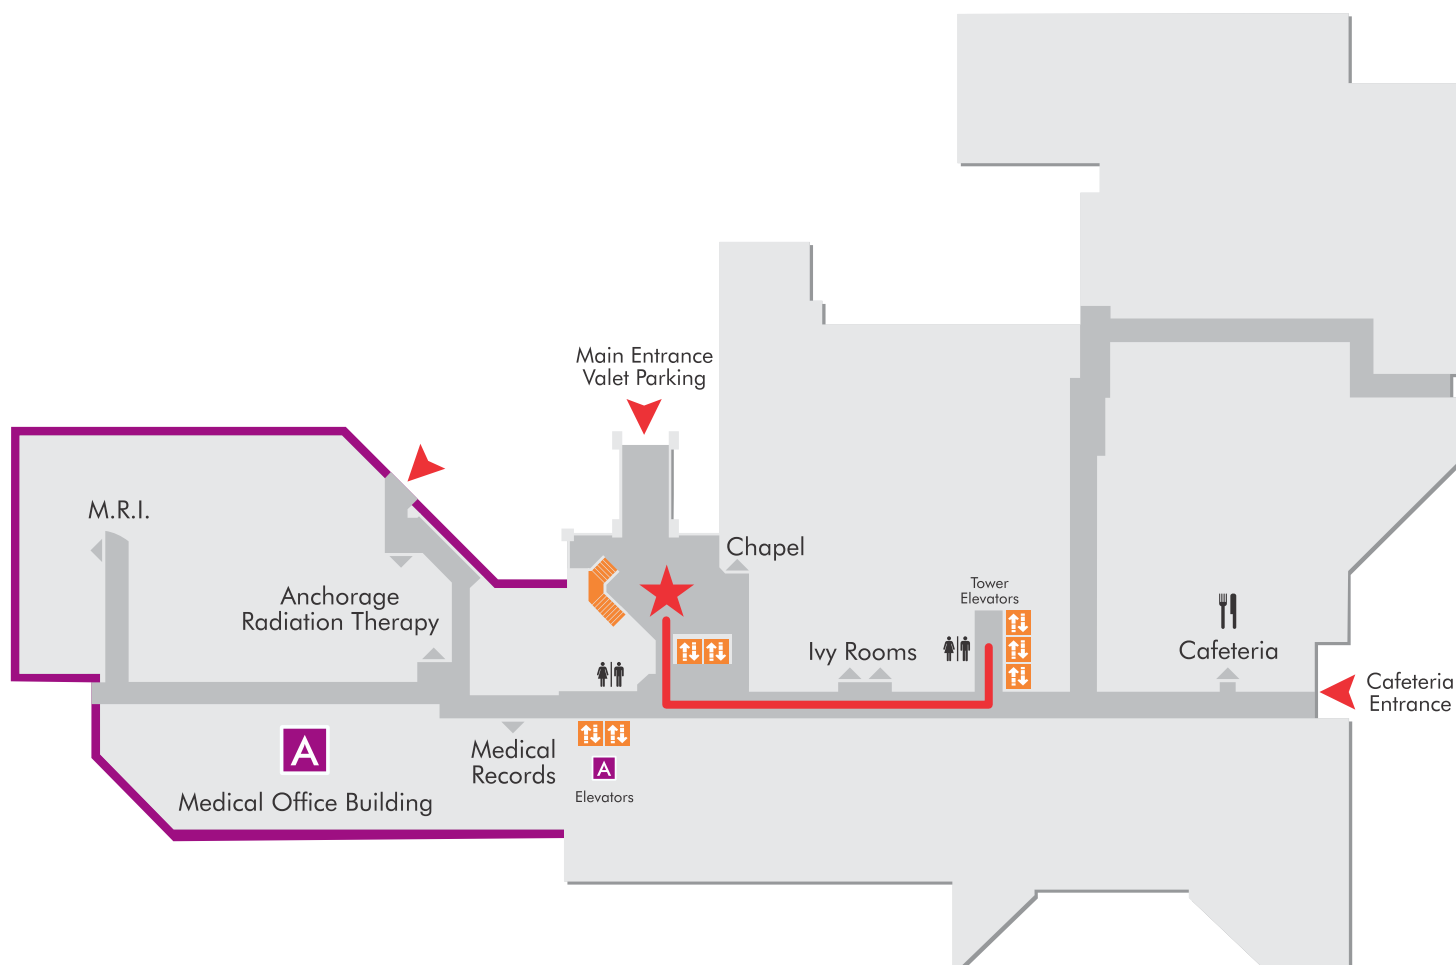 Main Entrance
Valet Parking
M.R.I.
Chapel
Anchorage
Radiation Therapy
Tower
Elevators
Ivy Rooms
Cafeteria
Cafeteria
Entrance
A
Medical Office Building
Medical
Records
A
Elevators